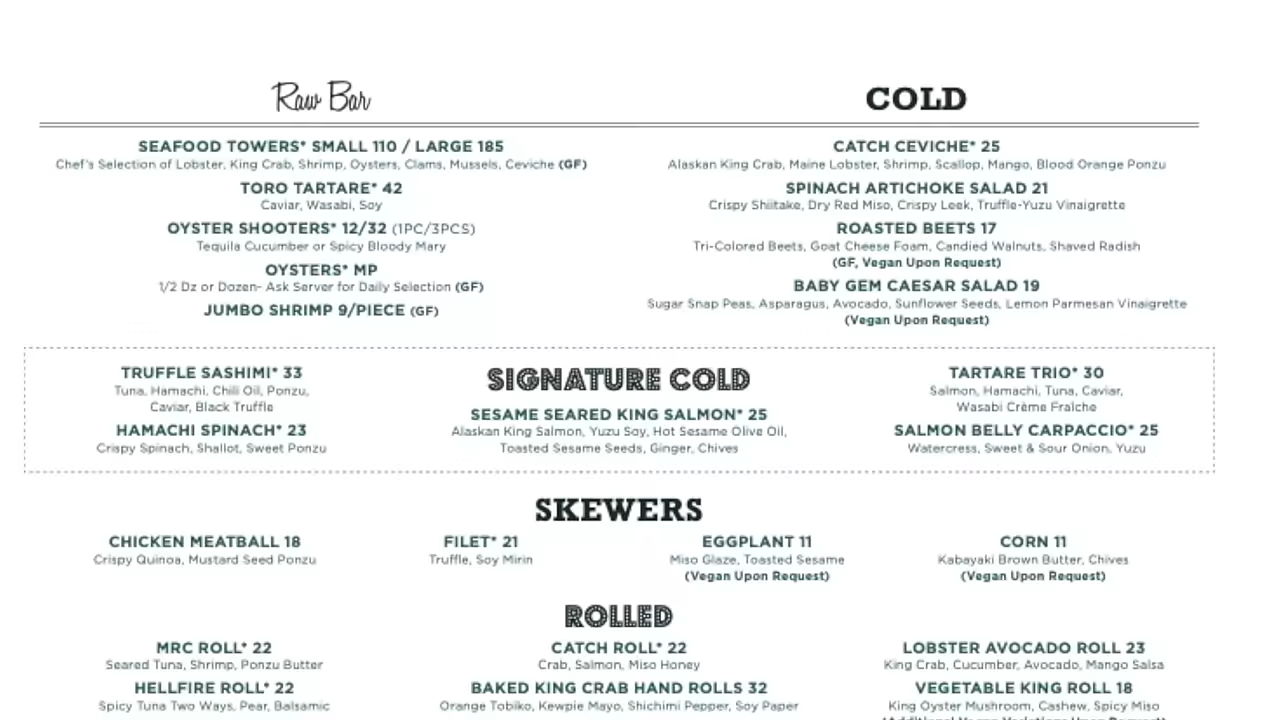 Raw Bar
SEAFOOD TOWERS* SMALL 110 / LARGE 185
Chef's Selection of Lobster, King Crab, Shrimp, Oysters, Clams, Mussels, Ceviche (GF)
TORO TARTARE* 42
Caviar, Wasabi, Soy
OYSTER SHOOTERS* 12/32 (1PC/3PCS)
Tequila Cucumber or Spicy Bloody Mary
OYSTERS* MP
1/2 Dz or Dozen- Ask Server for Daily Selection (GF)
JUMBO SHRIMP 9/PIECE (GF)
COLD
CATCH CEVICHE* 25
Alaskan King Crab, Maine Lobster, Shrimp, Scallop, Mango, Blood Orange Ponzu
SPINACH ARTICHOKE SALAD 21
Crispy Shiitake, Dry Red Miso, Crispy Leek, Truffle-Yuzu Vinaigrette
ROASTED BEETS 17
Tri-Colored Beets, Goat Cheese Foam, Candied Walnuts, Shaved Radish
(GF, Vegan Upon Request)
BABY GEM CAESAR SALAD 19
Sugar Snap Peas, Asparagus, Avocado, Sunflower Seeds, Lemon Parmesan Vinaigrette
(Vegan Upon Request)
TRUFFLE SASHIMI* 33
Tuna, Hamachi, Chili Oil, Ponzu,
Caviar, Black Truffle
HAMACHI SPINACH* 23
Crispy Spinach, Shallot, Sweet Ponzu
SIGNATURE COLD
SESAME SEARED KING SALMON* 25
Alaskan King Salmon, Yuzu Soy, Hot Sesame Olive Oil,
Toasted Sesame Seeds, Ginger, Chives
TARTARE TRIO* 30
Salmon, Hamachi, Tuna, Caviar,
Wasabi Crème Fraîche
SALMON BELLY CARPACCIO* 25
Watercress, Sweet & Sour Onion, Yuzu
SKEWERS
CHICKEN MEATBALL 18
Crispy Quinoa, Mustard Seed Ponzu
FILET* 21
Truffle, Soy Mirin
EGGPLANT 11
Miso Glaze, Toasted Sesame
(Vegan Upon Request)
CORN 11
Kabayaki Brown Butter, Chives
(Vegan Upon Request)
ROLLED
MRC ROLL* 22
Seared Tuna, Shrimp, Ponzu Butter
HELLFIRE ROLL* 22
Spicy Tuna Two Ways, Pear, Balsamic
CATCH ROLL* 22
Crab, Salmon, Miso Honey
BAKED KING CRAB HAND ROLLS 32
Orange Tobiko, Kewpie Mayo, Shichimi Pepper, Soy Paper
LOBSTER AVOCADO ROLL 23
King Crab, Cucumber, Avocado, Mango Salsa
VEGETABLE KING ROLL 18
King Oyster Mushroom, Cashew, Spicy Miso